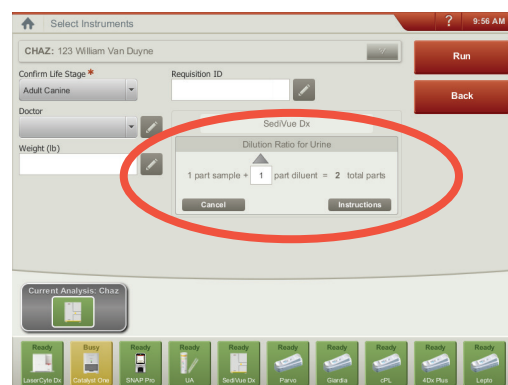 Select Instruments
? 9:56 AM
CHAZ: 123 William Van Duyne
Run
Confirm Life Stage *
Requisition ID
Adult Canine
Back
Doctor
SediVue Dx
Dilution Ratio for Urine
Weight (lb)
1 part sample + 1 part diluent = 2 total parts
Cancel Instructions
Current Analysis: Chaz
Ready Busy Ready Ready Ready Ready Ready Ready Ready Ready
LaserCyte Dx Catalyst One SNAP Pro UA SediVue Dx Parvo Giardia cPL 4Dx Plus Lepto